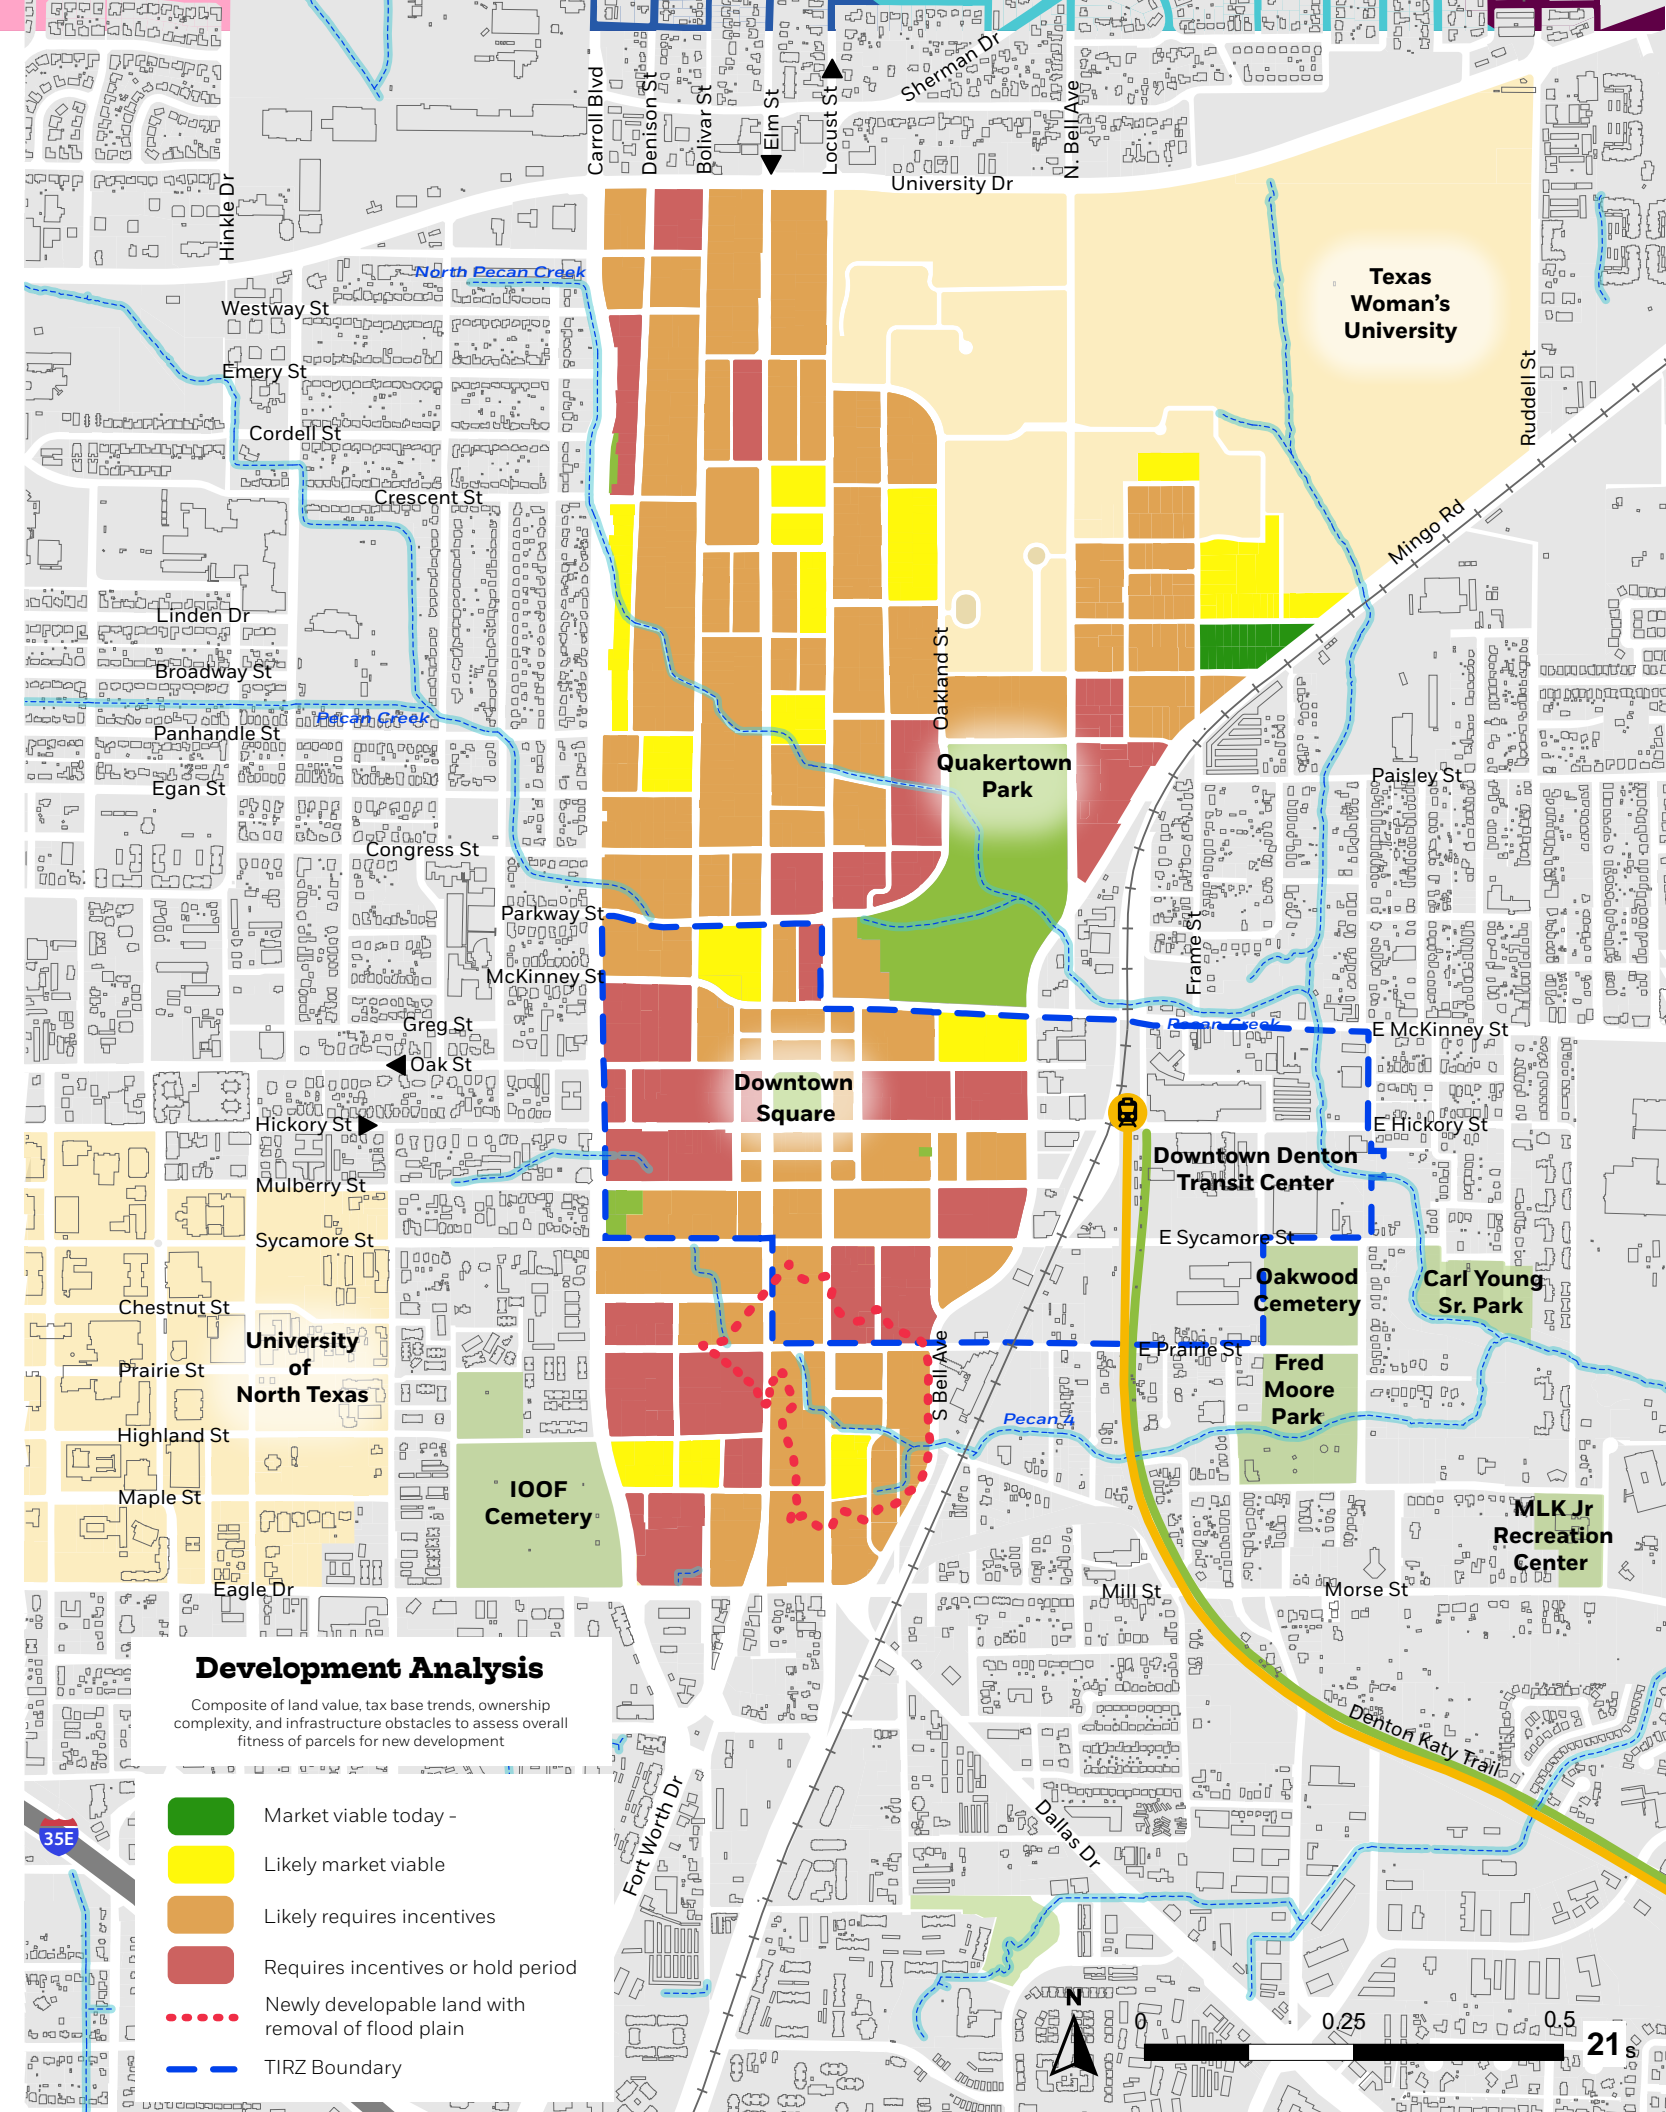 Carroll Blvd
Denison St
Bolivar St
Elm St
Locust St
Sherman Dr
N. Bell Ave
University Dr
Hinkle Dr
North Pecan Creek
Westway St
Emery St
Cordell St
Crescent St
Texas
Woman's
University
Ruddell St
Mingo Rd
Linden Dr
Broadway St
Pecan Creek
Panhandle St
Egan St
Oakland St
Quakertown
Park
Paisley St
Congress St
Parkway St
McKinney St
Frame St
Greg St
Pecan Creek
E McKinney St
Oak St
Downtown
Square
Hickory St
E Hickory St
Downtown Denton
Transit Center
Mulberry St
Sycamore St
E Sycamore St
Oakwood
Cemetery
Carl Young
Sr. Park
Chestnut St
University
of
North Texas
Prairie St
E Prairie St
Fred
Moore
Park
S Bell Ave
Pecan 4
Highland St
IOOF
Cemetery
Maple St
MLK Jr
Recreation
Center
Eagle Dr
Mill St
Morse St
Denton Katy Trail
Fort Worth Dr
Dallas Dr
35E
Development Analysis
Composite of land value, tax base trends, ownership
complexity, and infrastructure obstacles to assess overall
fitness of parcels for new development
Market viable today -
Likely market viable
Likely requires incentives
Requires incentives or hold period
Newly developable land with
removal of flood plain
TIRZ Boundary
N
0
0.25
0.5
21
s